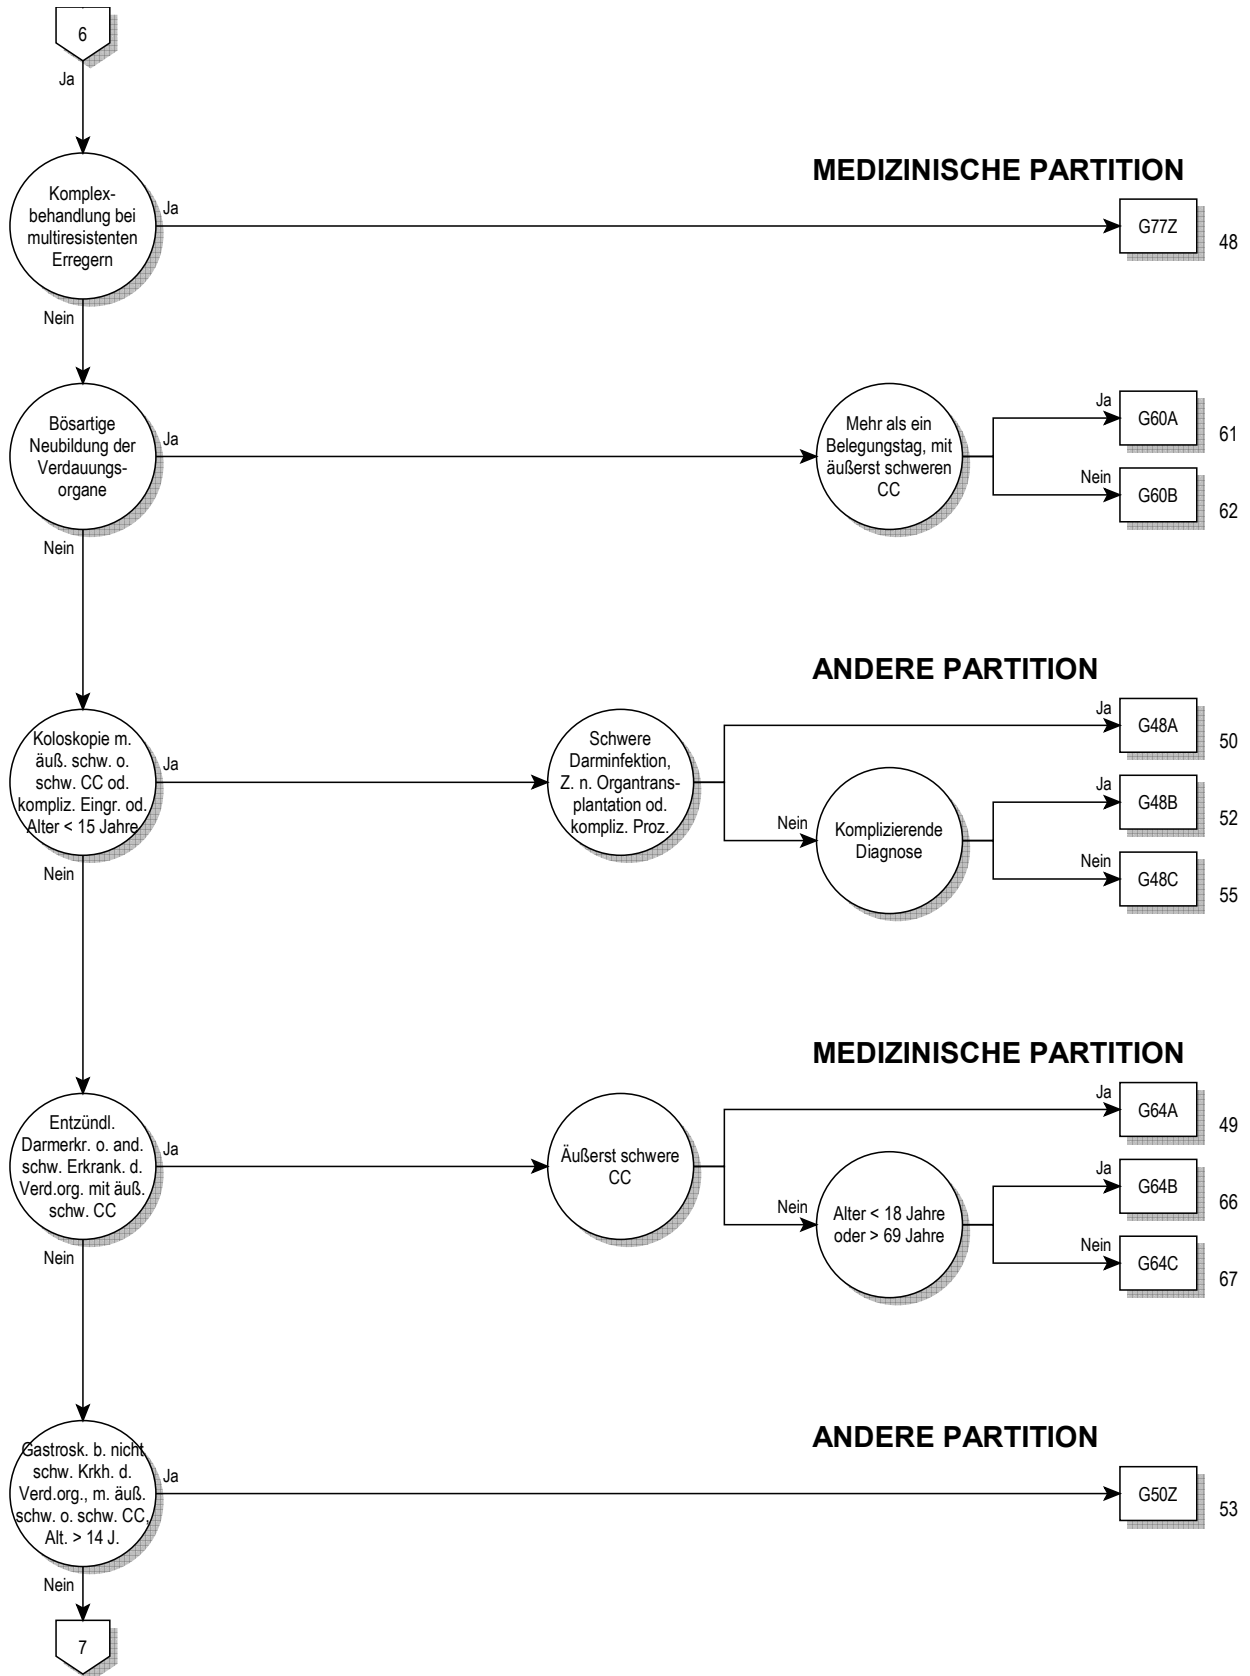 6
Ja
MEDIZINISCHE PARTITION
Komplex-
behandlung bei
multiresistenten
Erregern
Ja
G77Z
48
Nein
Bösartige
Neubildung der
Verdauungs-
organe
Ja
Mehr als ein
Belegungstag, mit
äußerst schweren
CC
Ja
G60A
61
Nein
G60B
62
Nein
ANDERE PARTITION
Koloskopie m.
äuß. schw. o.
schw. CC od.
kompliz. Eingr. od.
Alter < 15 Jahre
Ja
Schwere
Darminfektion,
Z. n. Organtrans-
plantation od.
kompliz. Proz.
Ja
G48A
50
Nein
Komplizierende
Diagnose
Ja
G48B
52
Nein
G48C
55
Nein
MEDIZINISCHE PARTITION
Entzündl.
Darmerkr. o. and.
schw. Erkrank. d.
Verd.org. mit äuß.
schw. CC
Ja
Äußerst schwere
CC
Ja
G64A
49
Nein
Alter < 18 Jahre
oder > 69 Jahre
Ja
G64B
66
Nein
G64C
67
Nein
ANDERE PARTITION
Gastrosk. b. nicht
schw. Krkh. d.
Verd.org., m. äuß.
schw. o. schw. CC,
Alt. > 14 J.
Ja
G50Z
53
Nein
7